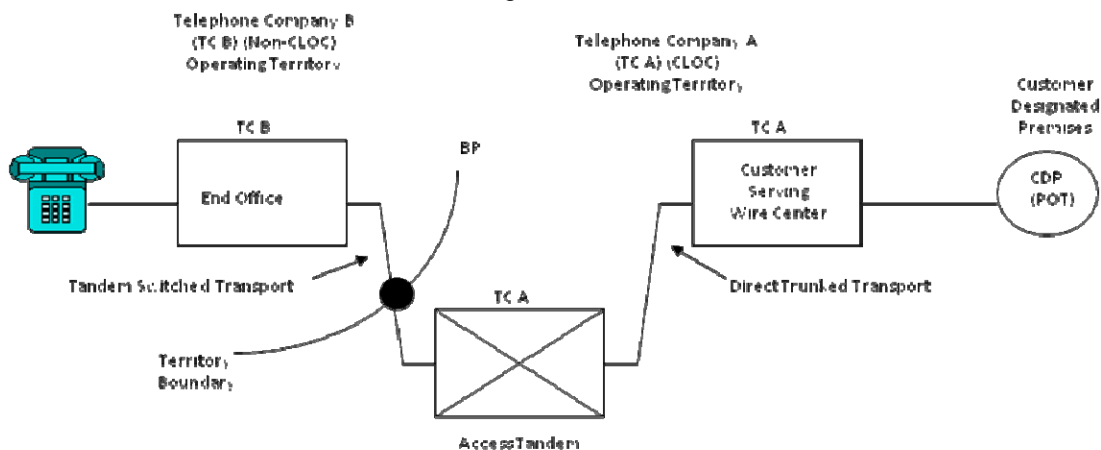 Telephone Company B
(TC B) (Non-CLOC)
Operating Territory
Telephone Company A
(TC A) (CLOC)
Operating Territory
Customer
Designated
Premises
TC B
End Office
BP
TC A
Customer
Serving
Wire Center
CDP
(POT)
Tandem Switched Transport
Direct Trunked Transport
TC A
Territory
Boundary
Access Tandem